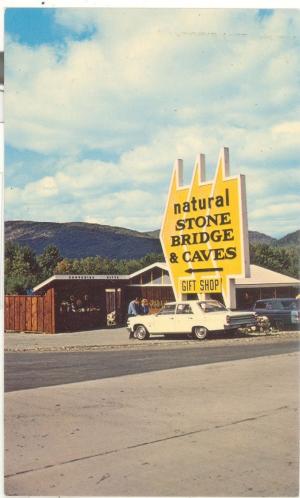 natural
STONE
BRIDGE
& CAVES
GIFT SHOP